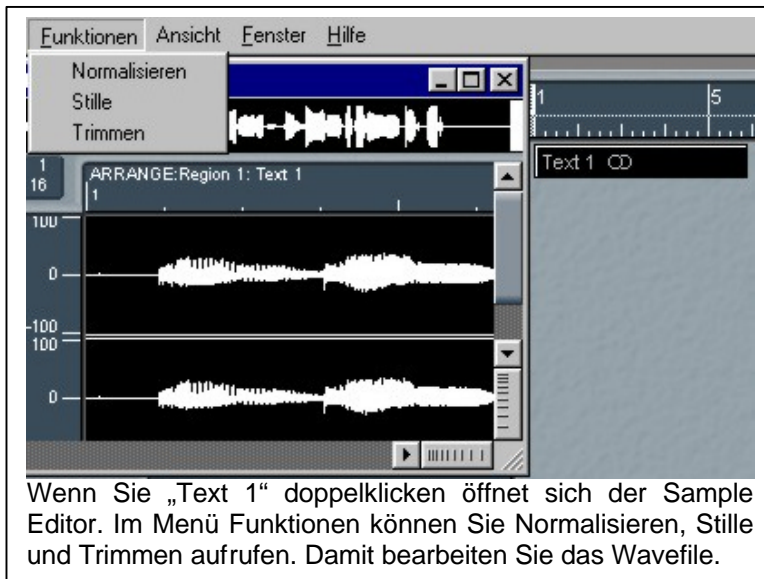 Funktionen Ansicht Fenster Hilfe
Normalisieren
Stille
Trimmen
1 5
Text 1
1
16
ARRANGE:Region 1: Text 1
1
100
0
-100
100
0
Wenn Sie „Text 1“ doppelklicken öffnet sich der Sample
Editor. Im Menü Funktionen können Sie Normalisieren, Stille
und Trimmen aufrufen. Damit bearbeiten Sie das Wavefile.